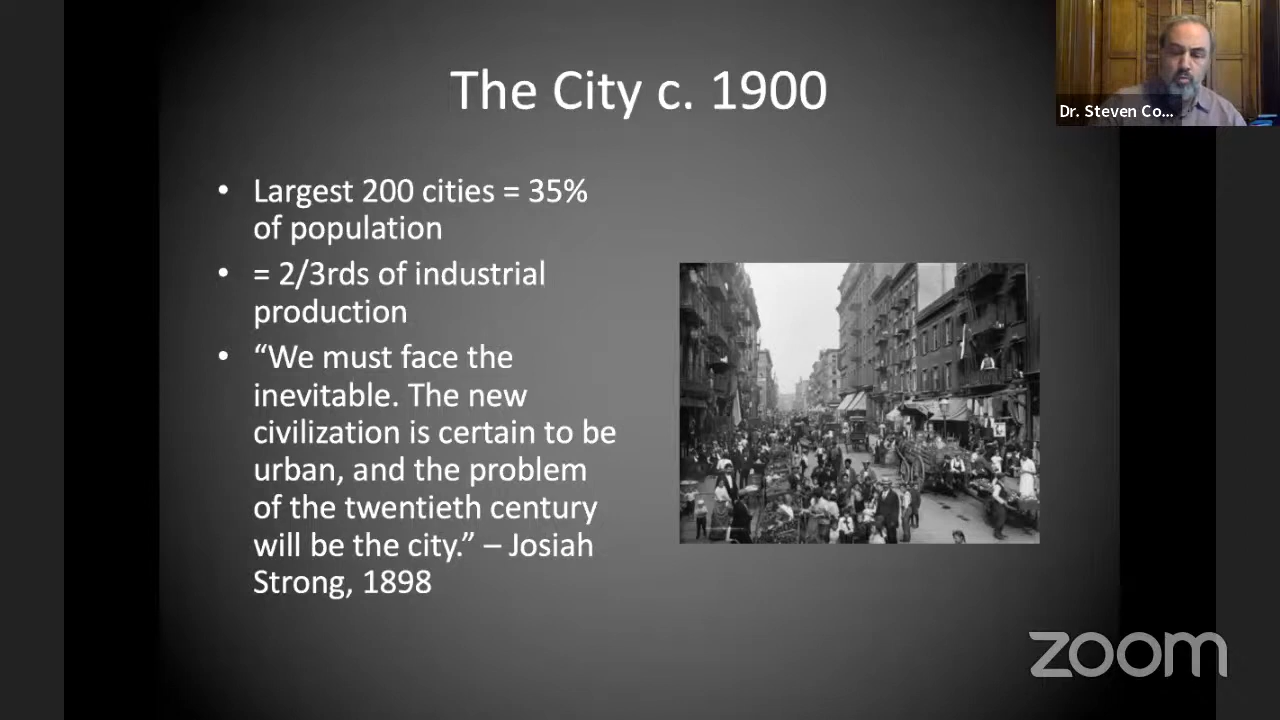 The City c. 1900
Dr. Steven Co...
• Largest 200 cities = 35%
of population
• = 2/3rds of industrial
production
• “We must face the
inevitable. The new
civilization is certain to be
urban, and the problem
of the twentieth century
will be the city.” – Josiah
Strong, 1898
zoom